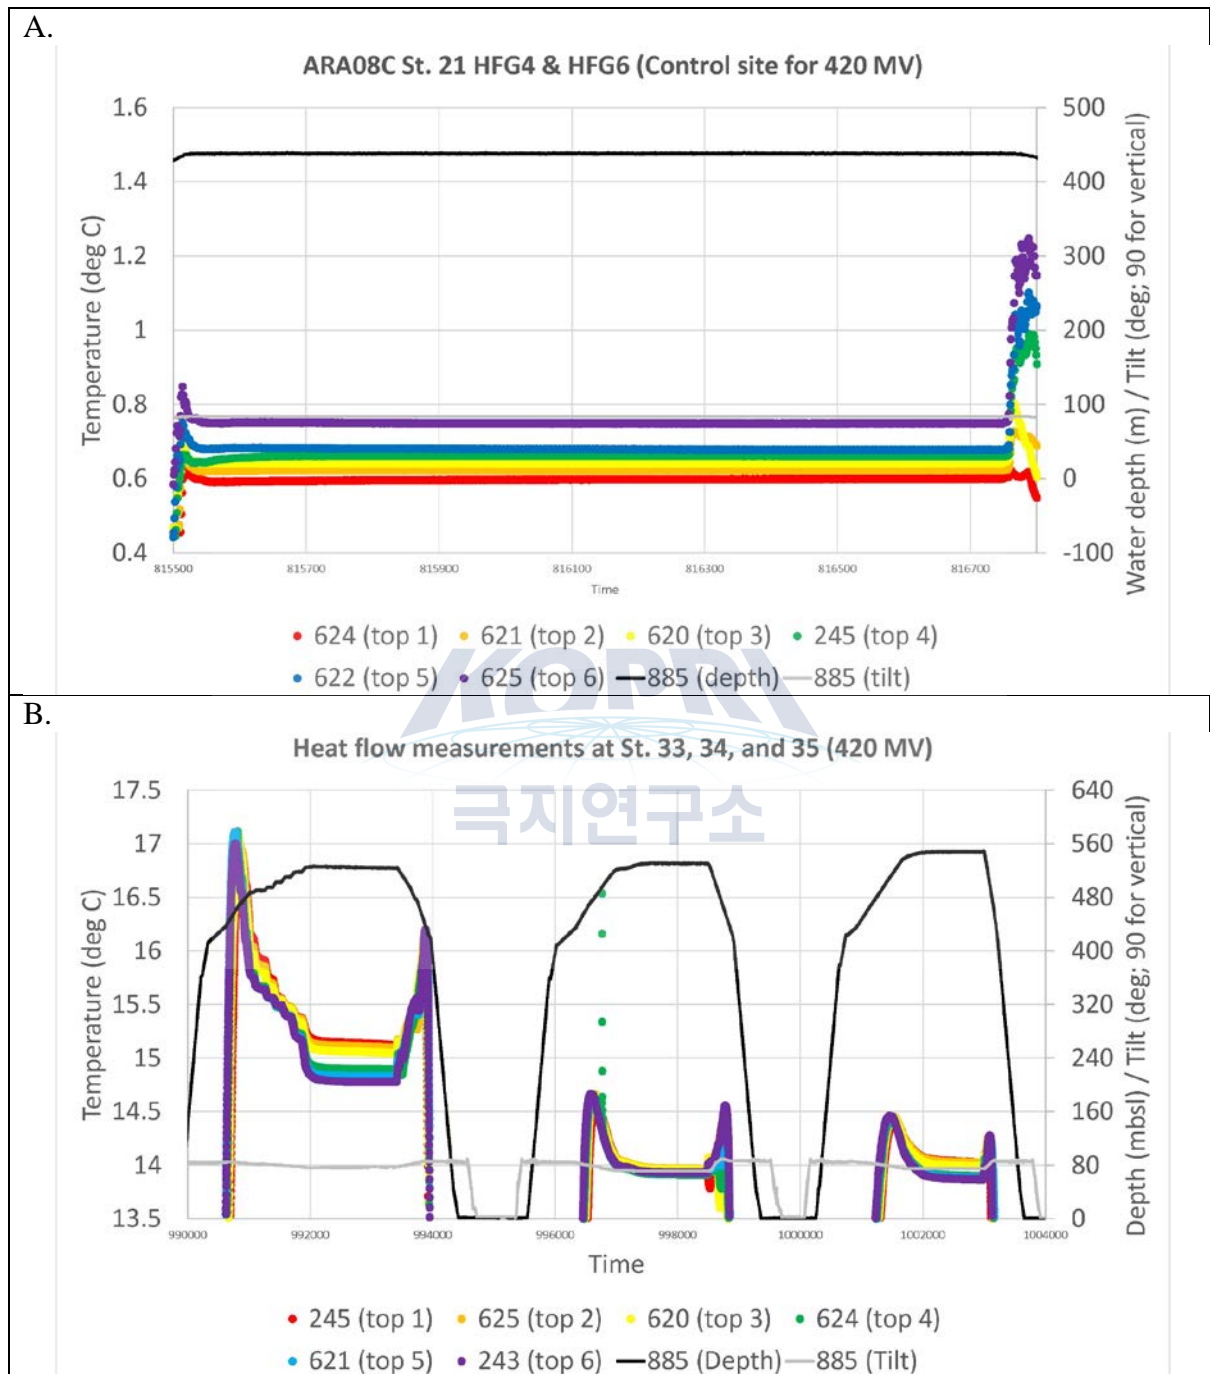 A.
ARA08C St. 21 HFG4 & HFG6 (Control site for 420 MV)
1.6
1.4
1.2
1
0.8
0.6
0.4
Temperature (deg C)
500
400
300
200
100
0
-100
Water depth (m) / Tilt (deg; 90 for vertical)
815500 815700 815900 816100 816300 816500 816700
Time
624 (top 1) 621 (top 2) 620 (top 3) 245 (top 4)
622 (top 5) 625 (top 6) 885 (depth) 885 (tilt)
KOPRI
B.
Heat flow measurements at St. 33, 34, and 35 (420 MV)
극지연구소
17.5
17
16.5
16
15.5
15
14.5
14
13.5
Temperature (deg C)
640
560
480
400
320
240
160
80
0
Depth (mbsl) / Tilt (deg; 90 for vertical)
990000 992000 994000 996000 998000 1000000 1002000 1004000
Time
245 (top 1) 625 (top 2) 620 (top 3) 624 (top 4)
621 (top 5) 243 (top 6) 885 (Depth) 885 (Tilt)